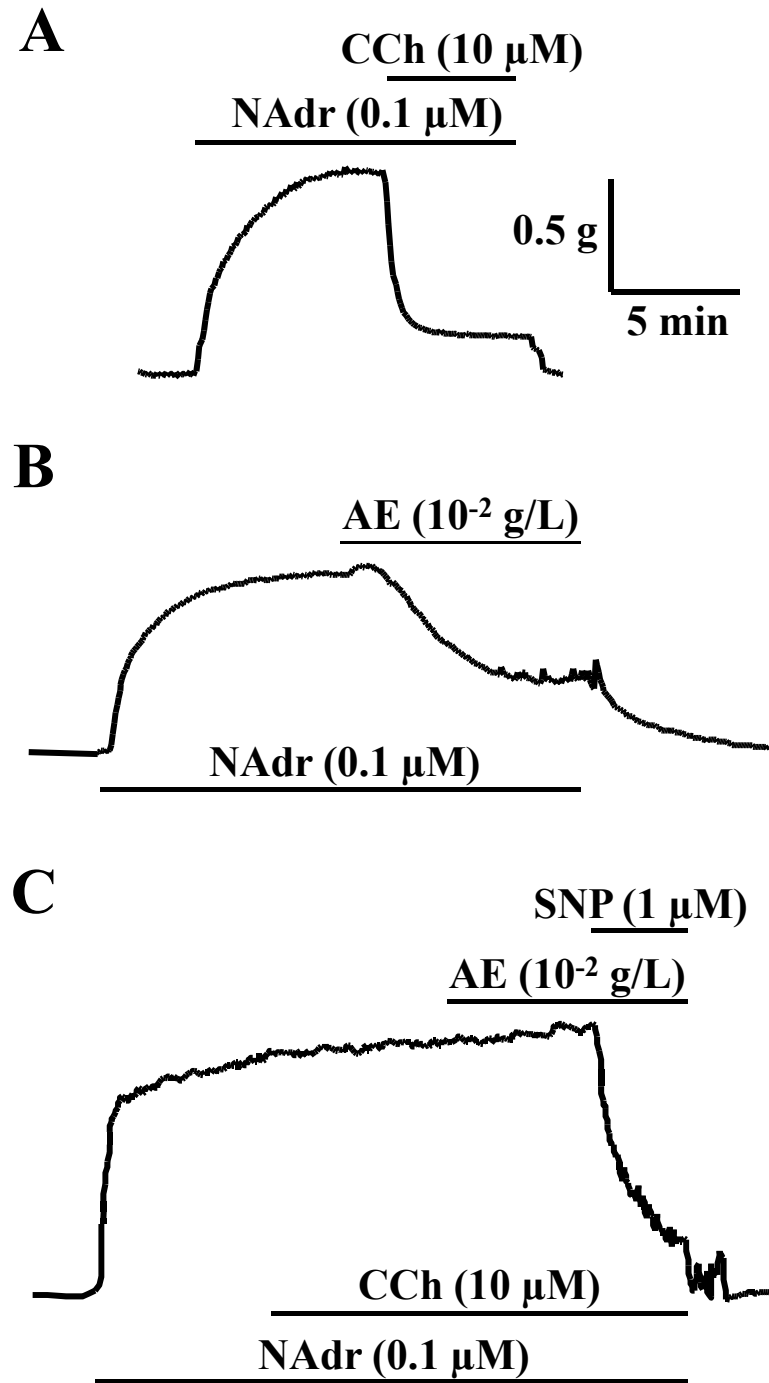 A
CCh (10 µM)
NAdr (0.1 µM)
0.5 g
5 min
B
AE (10⁻² g/L)
NAdr (0.1 µM)
C
SNP (1 µM)
AE (10⁻² g/L)
CCh (10 µM)
NAdr (0.1 µM)